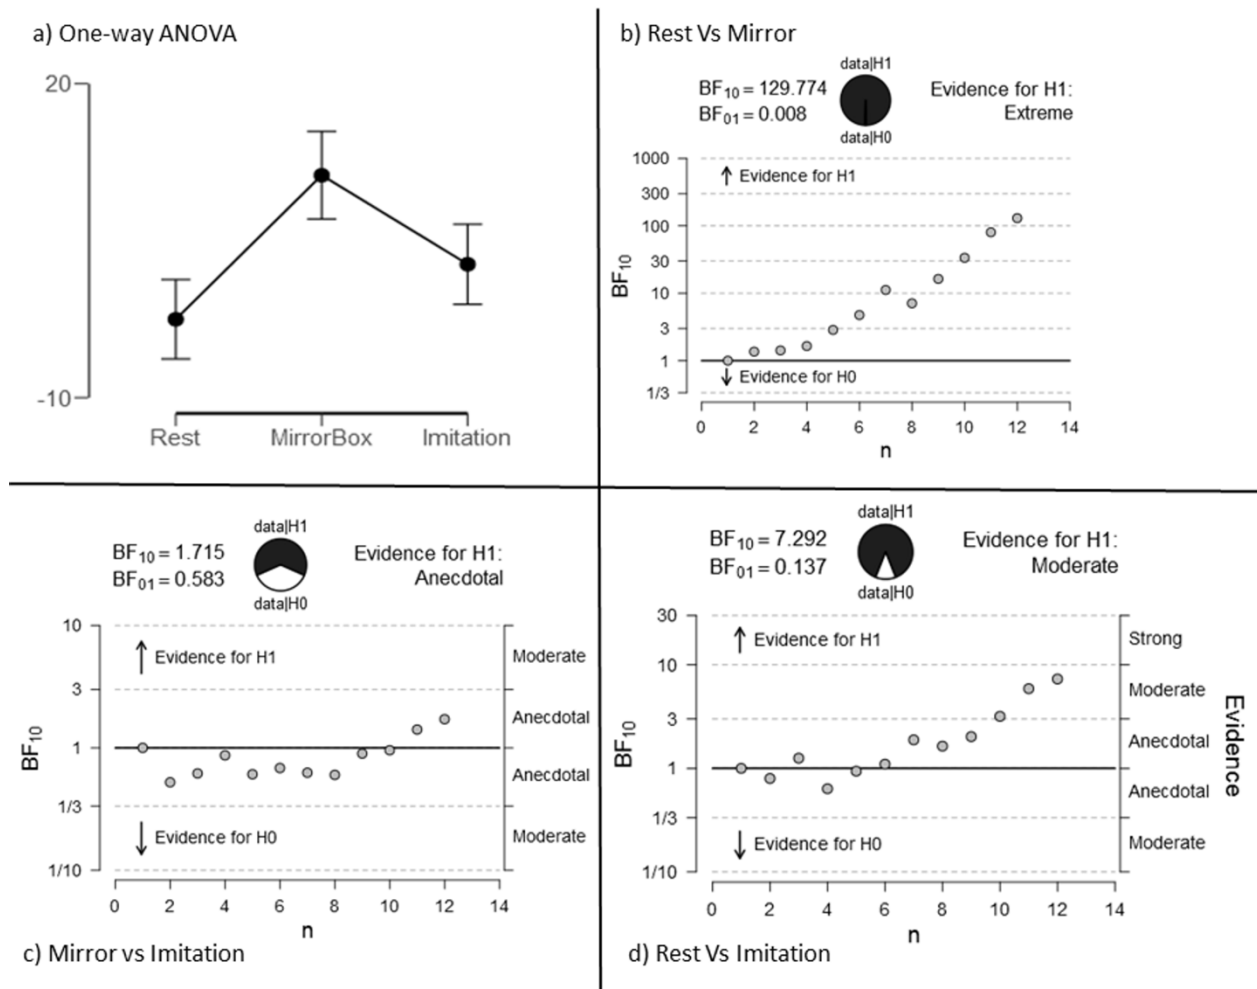 a) One-way ANOVA
20
-10
Rest MirrorBox Imitation
b) Rest Vs Mirror
data|H1
BF10 = 129.774
BF01 = 0.008
data|H0
Evidence for H1:
Extreme
1000
300
100
30
10
3
1
1/3
BF10
↑ Evidence for H1
↓ Evidence for H0
0 2 4 6 8 10 12 14
n
data|H1
BF10 = 1.715
BF01 = 0.583
data|H0
Evidence for H1:
Anecdotal
10
3
1
1/3
1/10
BF10
↑ Evidence for H1
↓ Evidence for H0
Moderate
Anecdotal
Anecdotal
Moderate
0 2 4 6 8 10 12 14
n
c) Mirror vs Imitation
data|H1
BF10 = 7.292
BF01 = 0.137
data|H0
Evidence for H1:
Moderate
30
10
3
1
1/3
1/10
BF10
↑ Evidence for H1
↓ Evidence for H0
Strong
Moderate
Anecdotal
Anecdotal
Moderate
Evidence
0 2 4 6 8 10 12 14
n
d) Rest Vs Imitation